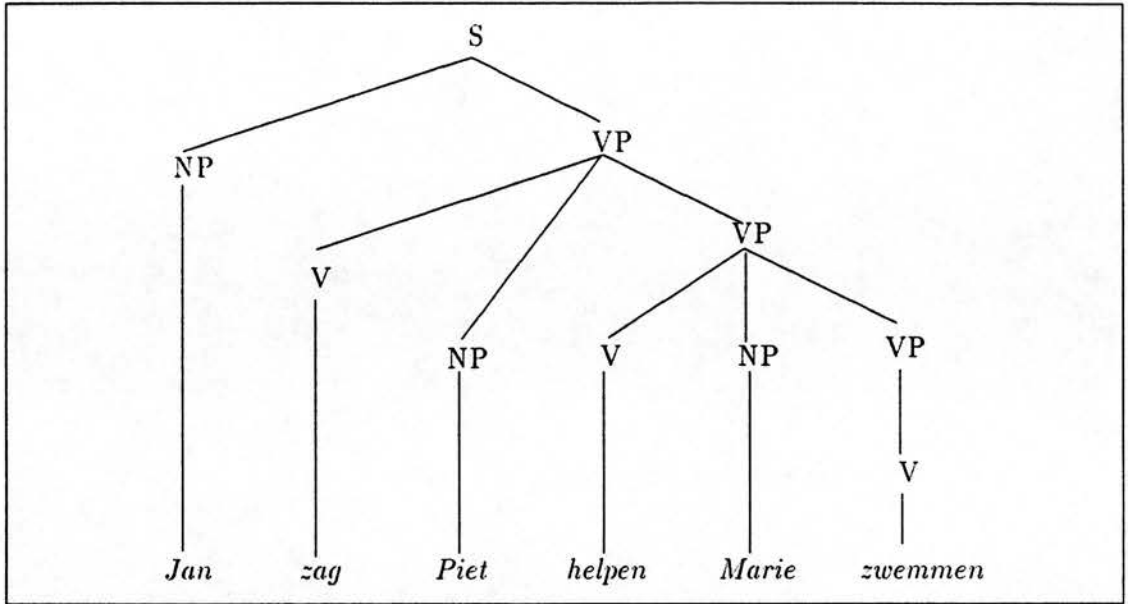 S
NP VP
V VP
NP V NP VP
V
Jan zag Piet helpen Marie zwemmen